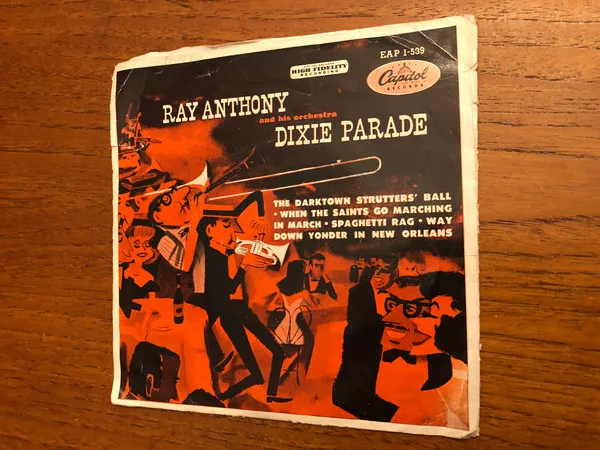 EAP 1-539
HIGH FIDELITY
RECORDING
Capitol
RECORDS
RAY ANTHONY
and his orchestra
DIXIE PARADE
THE DARKTOWN STRUTTERS' BALL
• WHEN THE SAINTS GO MARCHING
IN MARCH • SPAGHETTI RAG • WAY
DOWN YONDER IN NEW ORLEANS